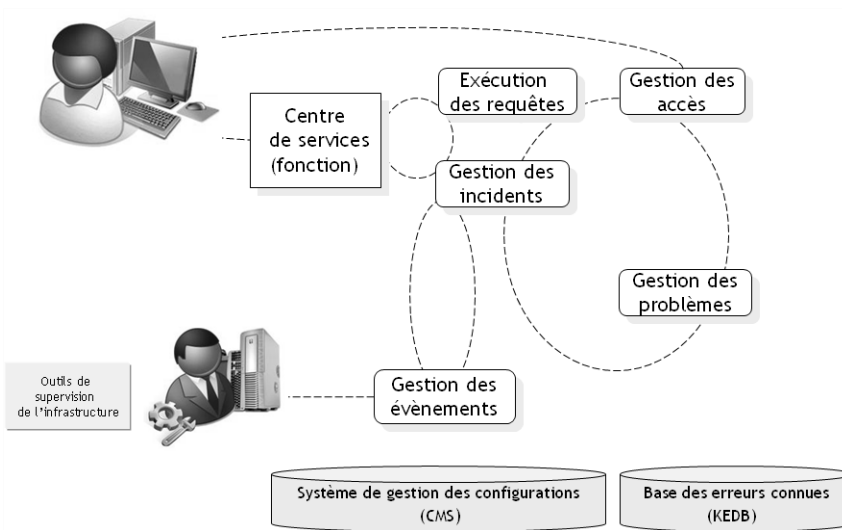 Exécution
des requêtes
Gestion des
accès
Centre
de services
(fonction)
Gestion des
incidents
Gestion des
problèmes
Outils de
supervision
de l'infrastructure
Gestion des
évènements
Système de gestion des configurations
(CMS)
Base des erreurs connues
(KEDB)